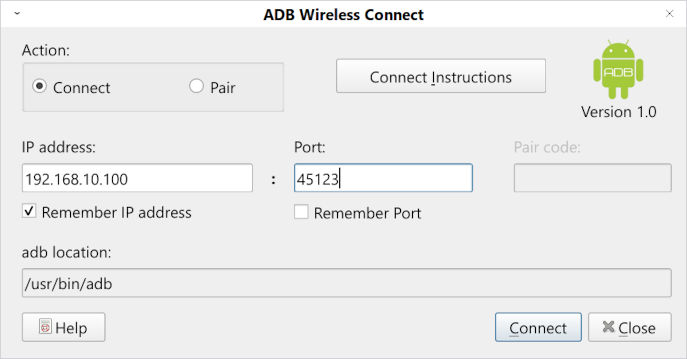 ADB Wireless Connect
Action:
Connect Pair
Connect Instructions
ADB
Version 1.0
IP address: Port: Pair code:
192.168.10.100 : 45123
Remember IP address Remember Port
adb location:
/usr/bin/adb
Help Connect Close